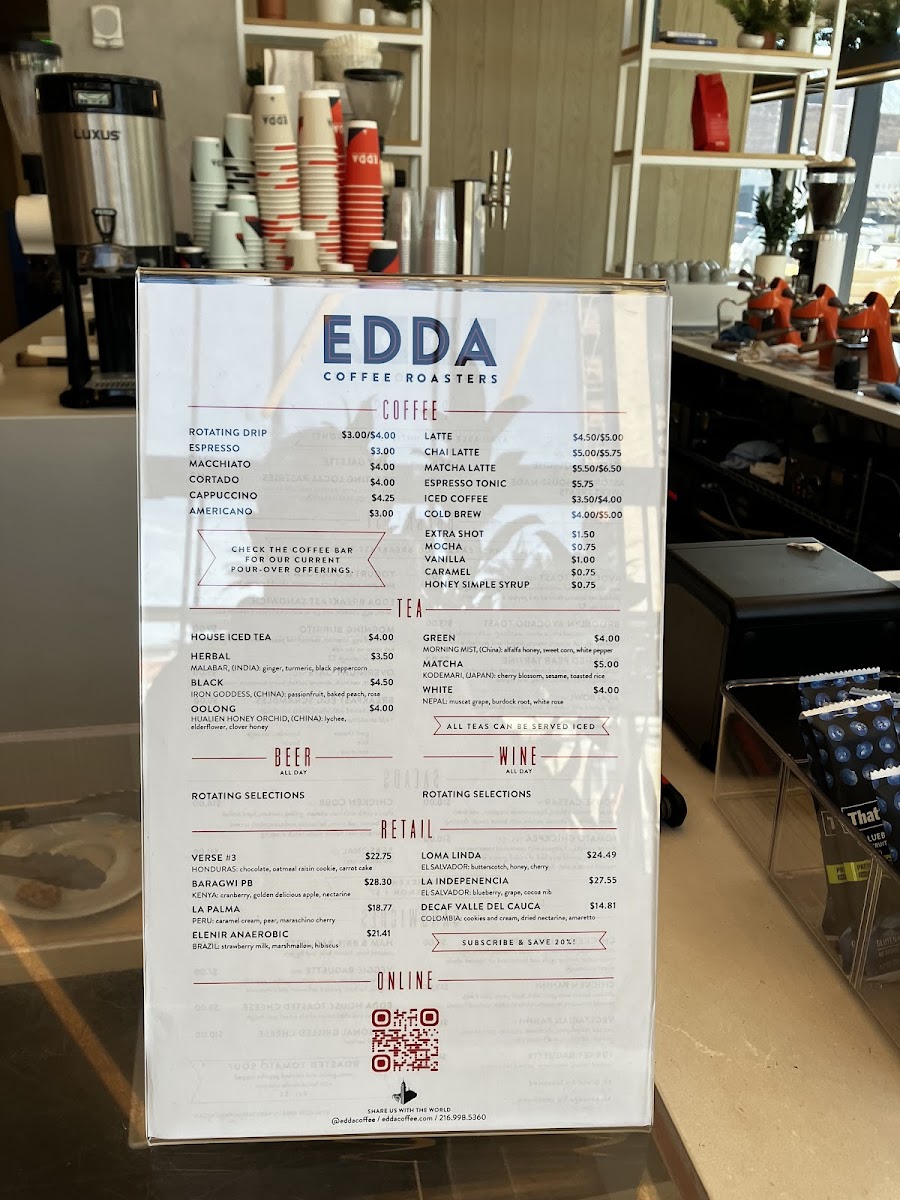 LUXUS
EDDA
EDDA
EDDA
COFFEE ROASTERS
COFFEE
ROTATING DRIP $3.00/$4.00
ESPRESSO $3.00
MACCHIATO $4.00
CORTADO $4.00
CAPPUCCINO $4.25
AMERICANO $3.00
CHECK THE COFFEE BAR
FOR OUR CURRENT
POUR-OVER OFFERINGS.
LATTE $4.50/$5.00
CHAI LATTE $5.00/$5.75
MATCHA LATTE $5.50/$6.50
ESPRESSO TONIC $5.75
ICED COFFEE $3.50/$4.00
COLD BREW $4.00/$5.00
EXTRA SHOT $1.50
MOCHA $0.75
VANILLA $1.00
CARAMEL $0.75
HONEY SIMPLE SYRUP $0.75
TEA
HOUSE ICED TEA $4.00
HERBAL $3.50
MALABAR, (INDIA): ginger, turmeric, black peppercorn
BLACK $4.50
IRON GODDESS, (CHINA): passionfruit, baked peach, rose
OOLONG $4.00
HUALIEN HONEY ORCHID, (CHINA): lychee,
elderflower, clover honey
GREEN $4.00
MORNING MIST, (China): alfalfa honey, sweet corn, white pepper
MATCHA $5.00
KODEMARI, (JAPAN): cherry blossom, sesame, toasted rice
WHITE $4.00
NEPAL: muscat grape, burdock root, white rose
ALL TEAS CAN BE SERVED ICED
BEER
ALL DAY
ROTATING SELECTIONS
WINE
ALL DAY
ROTATING SELECTIONS
RETAIL
VERSE #3 $22.75
HONDURAS: chocolate, oatmeal raisin cookie, carrot cake
BARAGWI PB $28.30
KENYA: cranberry, golden delicious apple, nectarine
LA PALMA $18.77
PERU: caramel cream, pear, maraschino cherry
ELENIR ANAEROBIC $21.41
BRAZIL: strawberry milk, marshmallow, hibiscus
LOMA LINDA $24.49
EL SALVADOR: butterscotch, honey, cherry
LA INDEPENENCIA $27.55
EL SALVADOR: blueberry, grape, cocoa nib
DECAF VALLE DEL CAUCA $14.81
COLOMBIA: cookies and cream, dried nectarine, amaretto
SUBSCRIBE & SAVE 20%!
ONLINE
SHARE US WITH THE WORLD
@eddacoffee / eddacoffee.com / 216.998.5360
That